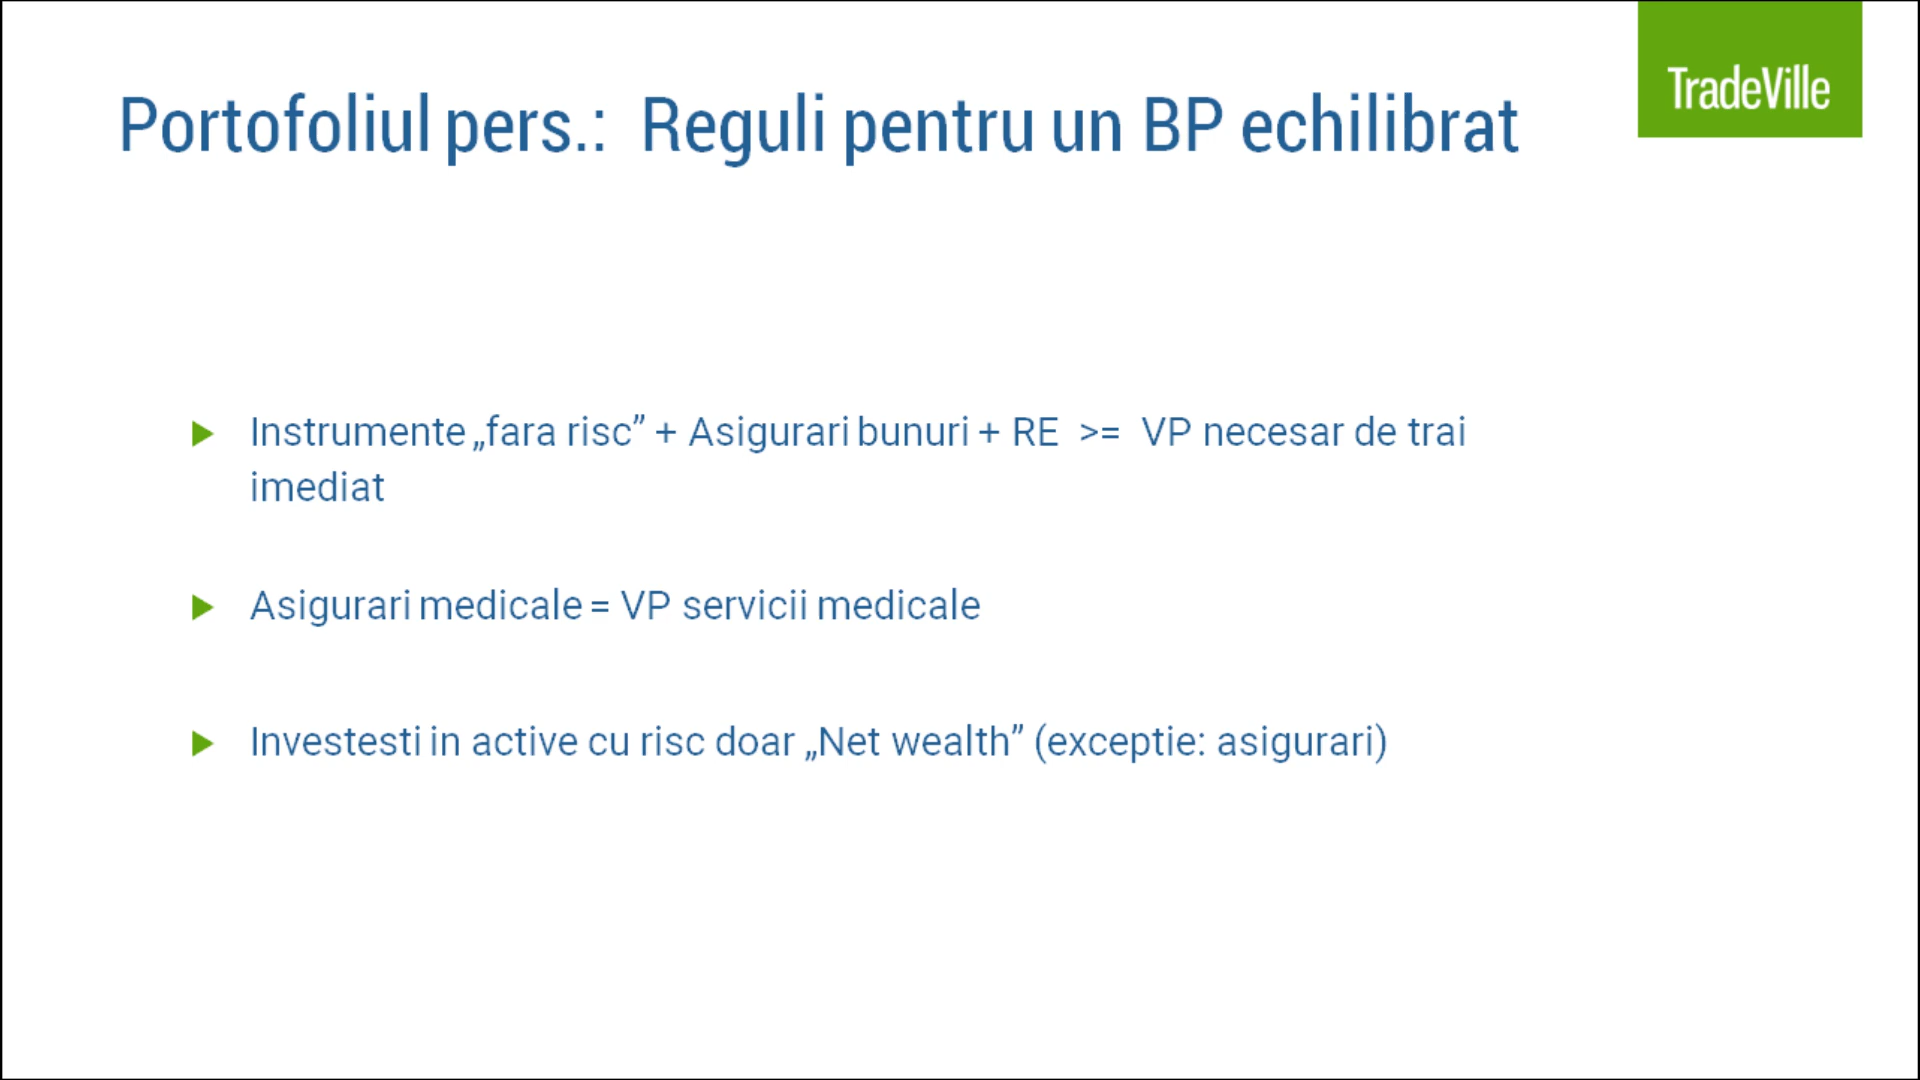 TradeVille
Portofoliul pers.: Reguli pentru un BP echilibrat
Instrumente „fara risc” + Asigurari bunuri + RE >= VP necesar de trai
imediat
Asigurari medicale = VP servicii medicale
Investesti in active cu risc doar „Net wealth” (exceptie: asigurari)